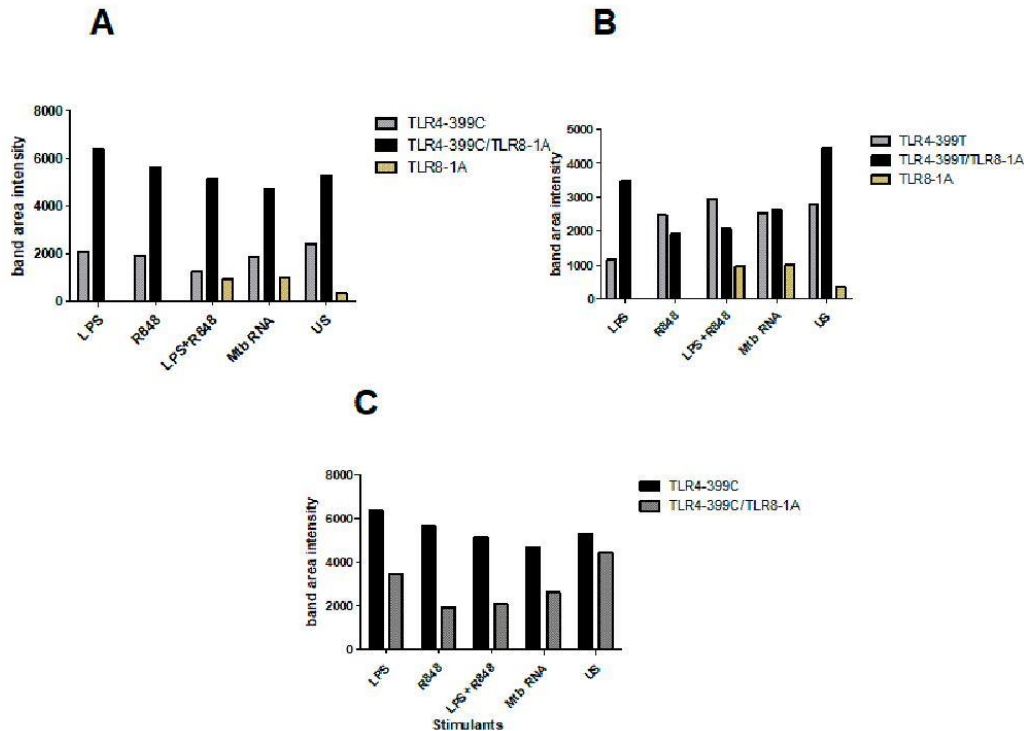 A
8000
6000
4000
2000
0
band area intensity
LPS
R848
LPS+R848
Mtb RNA
US
TLR4-399C
TLR4-399C/TLR8-1A
TLR8-1A
B
5000
4000
3000
2000
1000
0
band area intensity
LPS
R848
LPS+R848
Mtb RNA
US
TLR4-399T
TLR4-399T/TLR8-1A
TLR8-1A
C
8000
6000
4000
2000
0
band area intensity
LPS
R848
LPS+R848
Mtb RNA
US
Stimulants
TLR4-399C
TLR4-399C/TLR8-1A